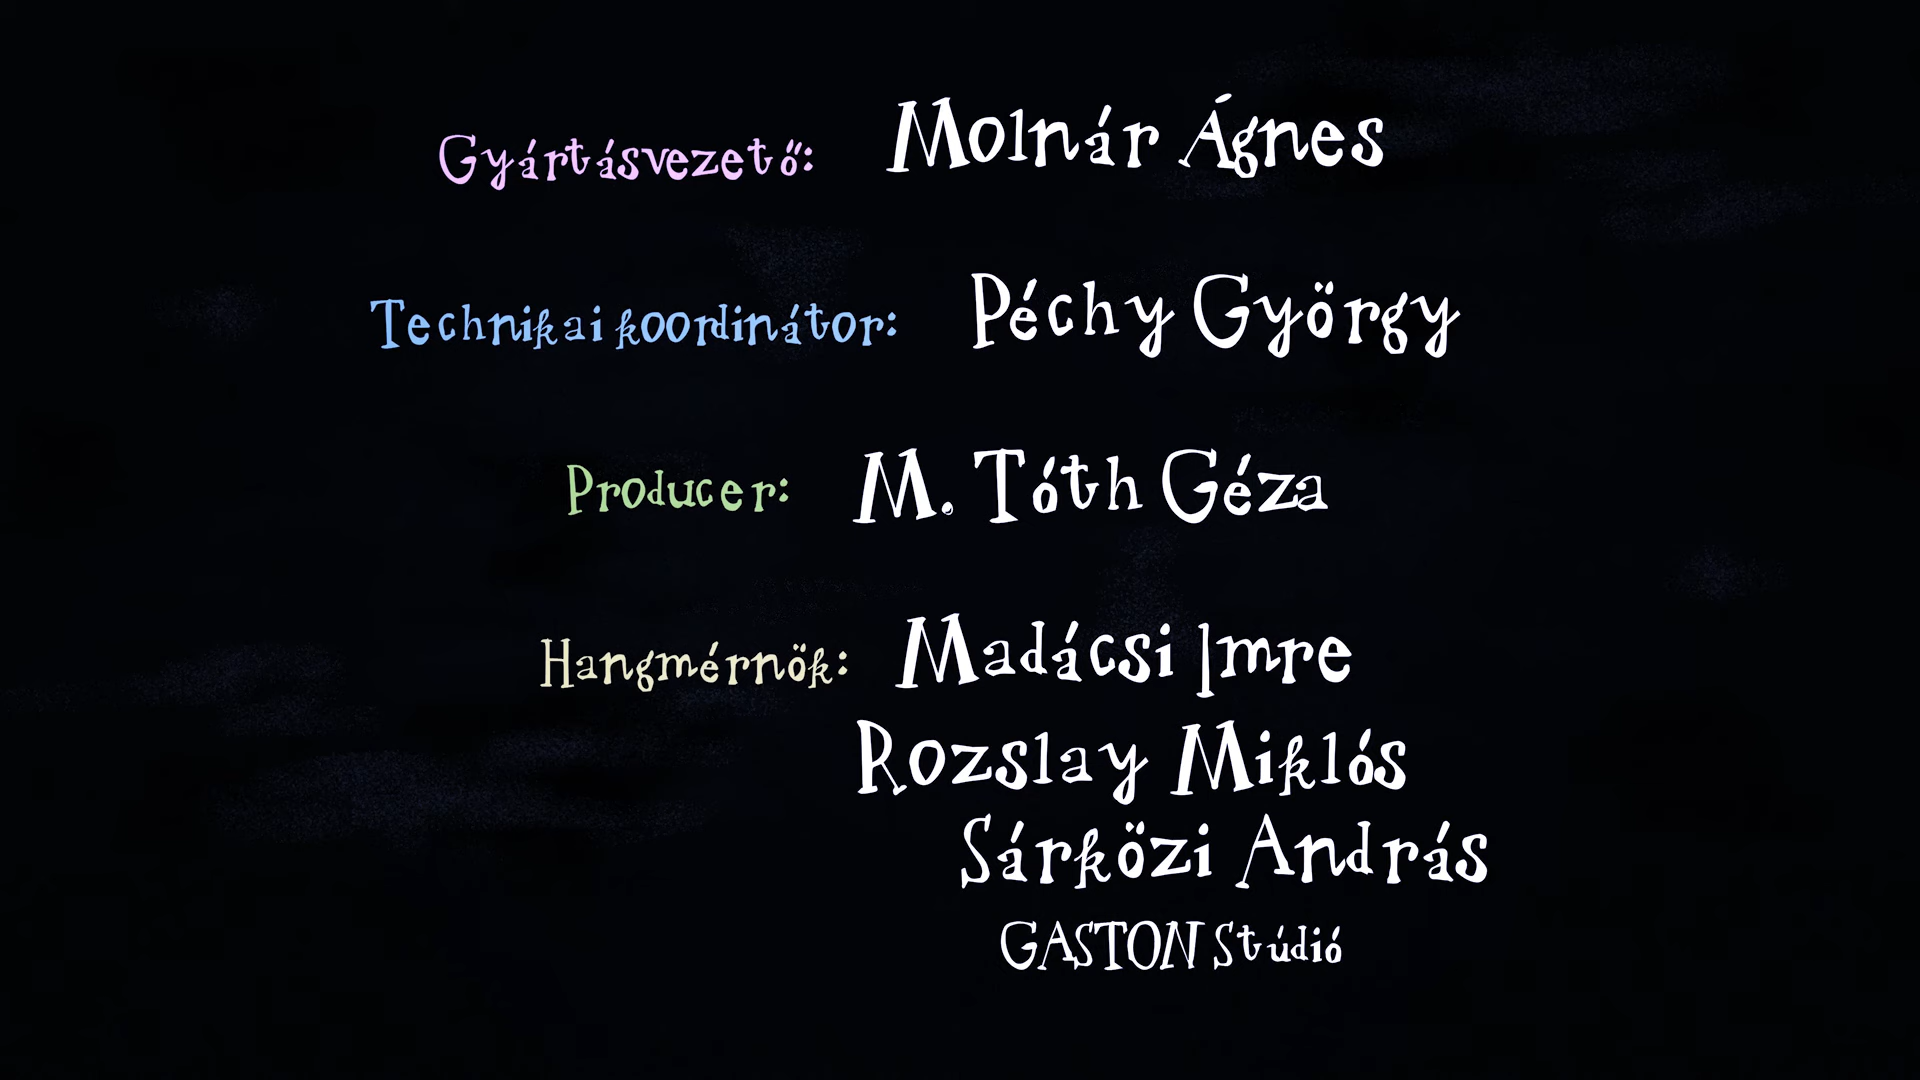 Gyártásvezető: Molnár Ágnes
Technikai koordinátor: Péchy György
Producer: M. Tóth Géza
Hangmérnök: Madácsi Imre
Rozslay Miklós
Sárközi András
GASTON Stúdió